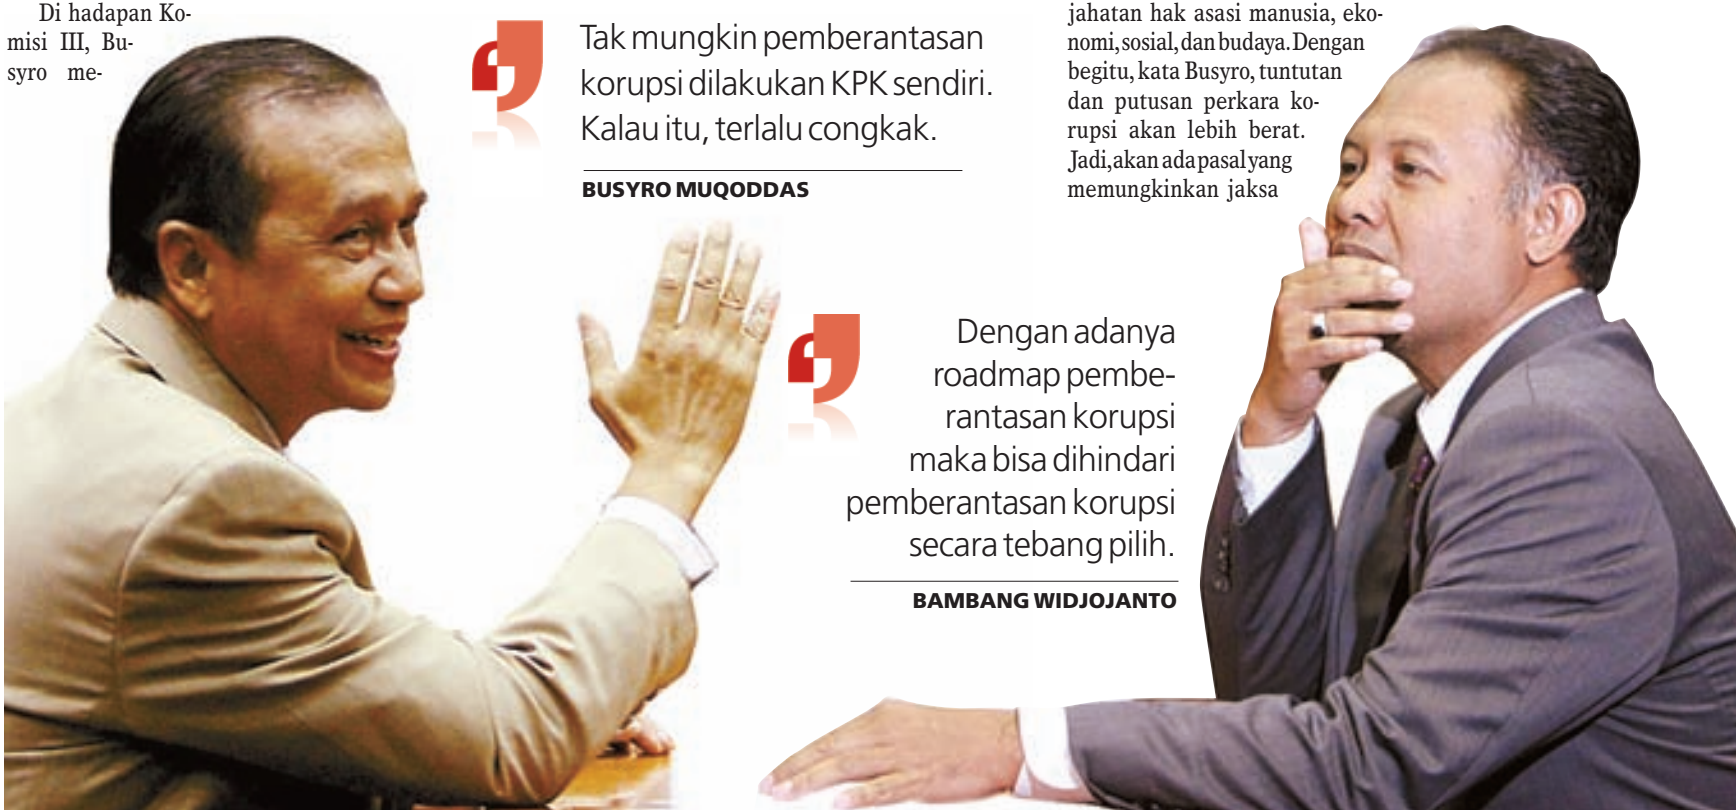 Di hadapan Ko-
misi III, Bu-
syro me-
Tak mungkin pemberantasan
korupsi dilakukan KPK sendiri.
Kalau itu, terlalu congkak.
BUSYRO MUQODDAS
Dengan adanya
roadmap pembe-
rantasan korupsi
maka bisa dihindari
pemberantasan korupsi
secara tebang pilih.
BAMBANG WIDJOJANTO
jahatan hak asasi manusia, eko-
nomi, sosial, dan budaya. Dengan
begitu, kata Busyro, tuntutan
dan putusan perkara ko-
rupsi akan lebih berat.
Jadi, akan ada pasal yang
memungkinkan jaksa